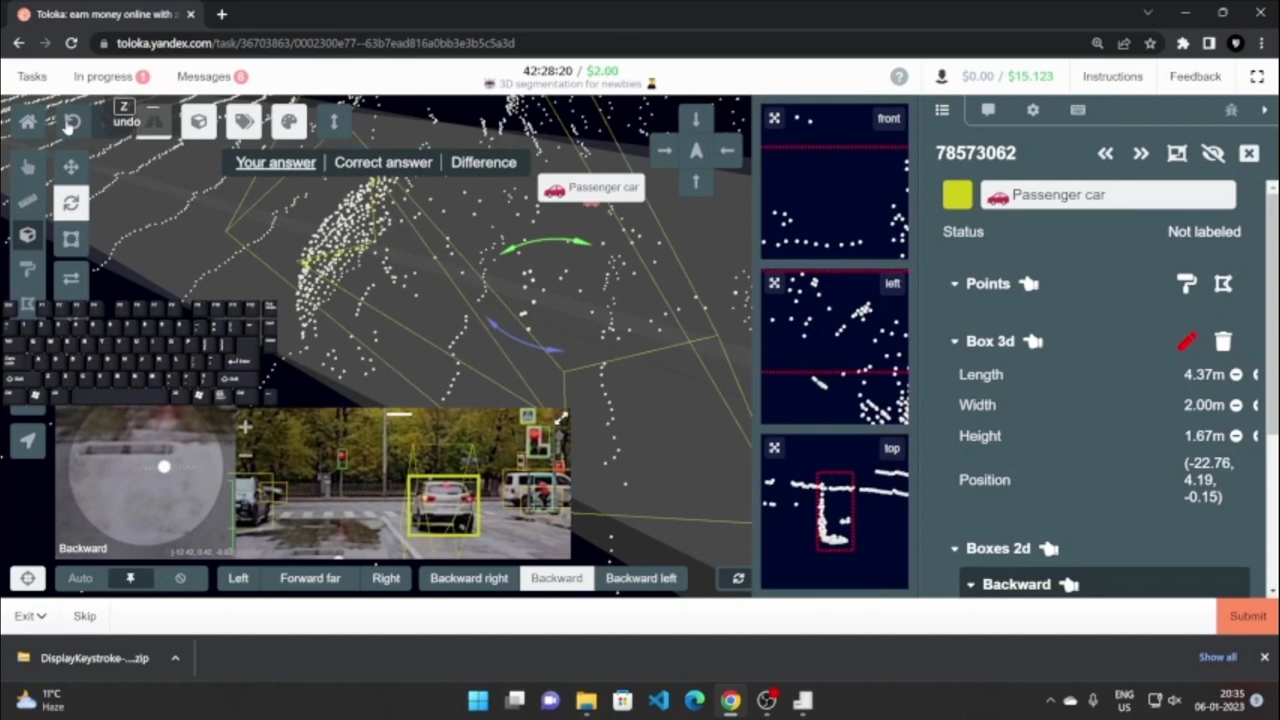 Toloka: earn money online with
toloka.yandex.com/task/36703863/0002300e77--63b7ead816a0bb3e3b5c5a3d
Tasks
In progress 1
Messages 6
42:28:20 / $2.00
3D segmentation for newbies
$0.00 / $15.123
Instructions
Feedback
Z
undo
Your answer
Correct answer
Difference
Passenger car
front
left
top
78573062
Passenger car
Status
Not labeled
Points
Box 3d
Length
4.37m
Width
2.00m
Height
1.67m
Position
(-22.76,
4.19,
-0.15)
Boxes 2d
Backward
Backward
Auto
Left
Forward far
Right
Backward right
Backward
Backward left
Exit
Skip
Submit
DisplayKeystroke-...zip
Show all
11°C
Haze
ENG
US
20:35
06-01-2023